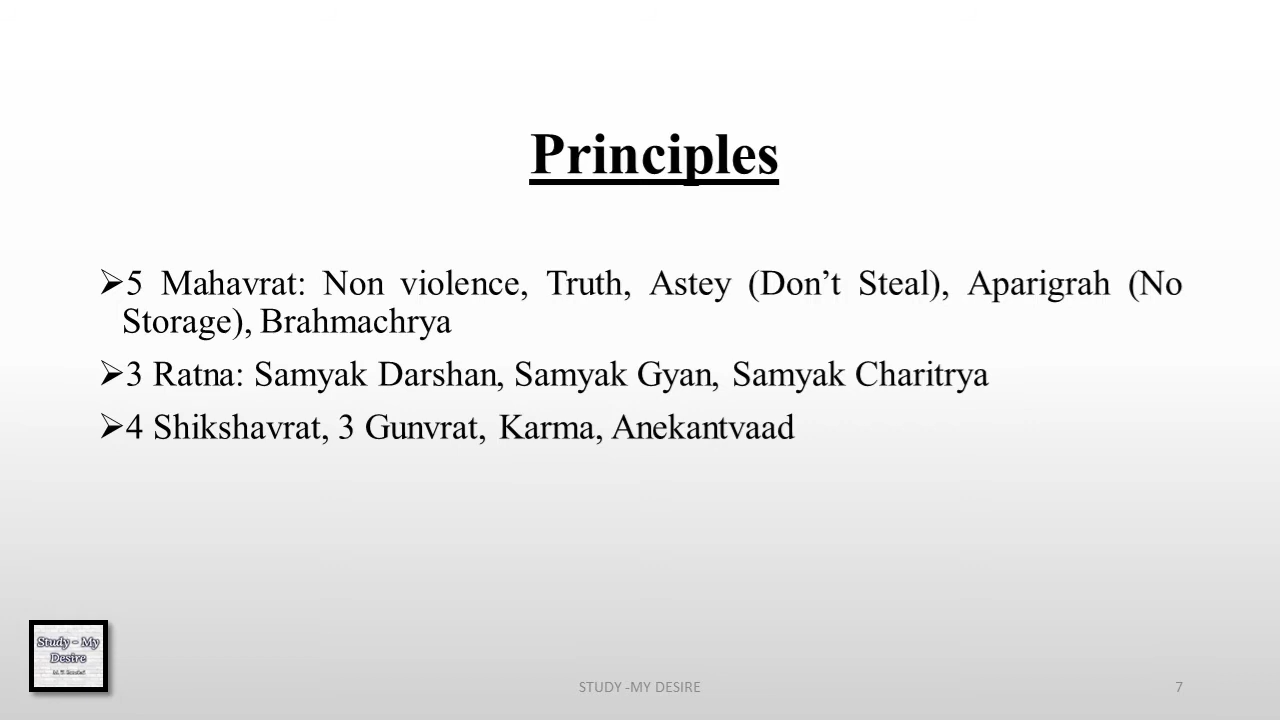 Principles
➢5 Mahavrat: Non violence, Truth, Astey (Don’t Steal), Aparigrah (No
Storage), Brahmachrya
➢3 Ratna: Samyak Darshan, Samyak Gyan, Samyak Charitrya
➢4 Shikshavrat, 3 Gunvrat, Karma, Anekantvaad
Study - My
Desire
STUDY -MY DESIRE
7